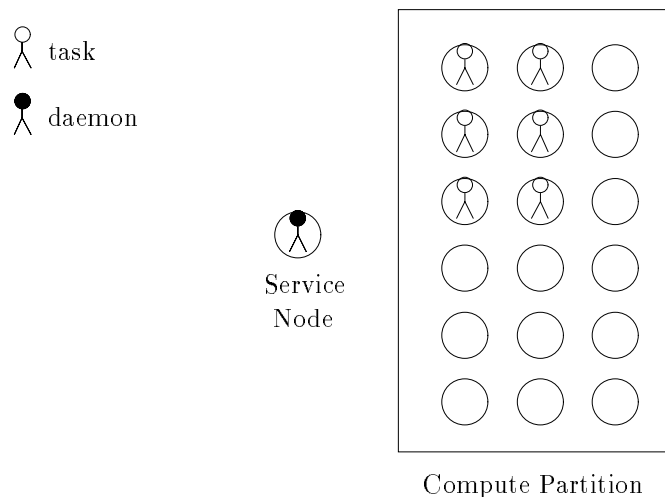 task
daemon
Service
Node
Compute Partition